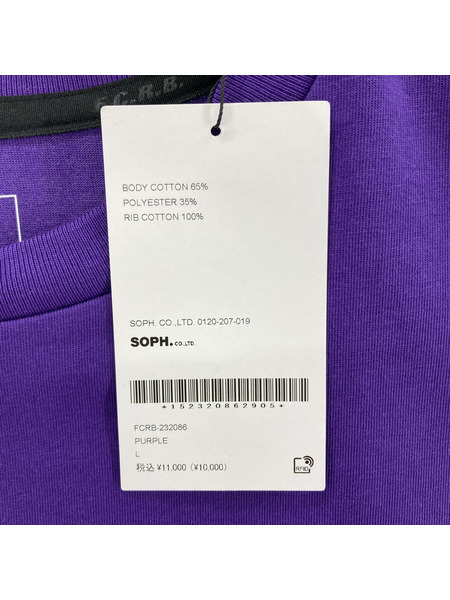 F.C.R.B.
BODY COTTON 65%
POLYESTER 35%
RIB COTTON 100%
SOPH. CO.,LTD. 0120-207-019
SOPH.CO.,LTD.
*152320862905*
FCRB-232086
PURPLE
L
税込 ¥11,000 (¥10,000)
RFID